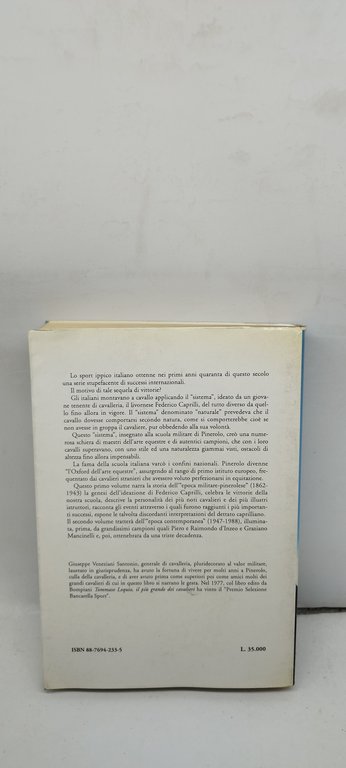 Lo sport ippico italiano ottenne nei primi anni quaranta di questo secolo
una serie stupefacente di successi internazionali.
Il motivo di tale sequela di vittorie?
Gli italiani montavano a cavallo applicando il "sistema", ideato da un giova-
ne tenente di cavalleria, il livornese Federico Caprilli, del tutto diverso da quel-
lo fino allora in vigore. Il "sistema" denominato "naturale" prevedeva che il
cavallo dovesse comportarsi secondo natura, come si comporterebbe cioè se
non avesse in groppa il cavaliere, pur obbedendo alla sua volontà.
Questo "sistema", insegnato alla scuola militare di Pinerolo, creò una nume-
rosa schiera di maestri dell'arte equestre e di autentici campioni, che con i loro
cavalli superavano, con uno stile ed una naturalezza giammai visti, ostacoli di
altezza fino allora impensabili.
La fama della scuola italiana varcò i confini nazionali. Pinerolo divenne
"l'Oxford dell'arte equestre", assurgendo al rango di primo istituto europeo, fre-
quentato dai cavalieri stranieri che avessero voluto perfezionarsi in equitazione.
Questo primo volume narra la storia dell'"epoca militare-pinerolese" (1862-
1943) la genesi dell'ideazione di Federico Caprilli, celebra le vittorie della
nostra scuola, descrive la personalità dei più noti cavalieri e dei più illustri
istruttori, racconta gli eventi attraverso i quali furono raggiunti i più importan-
ti successi, espone le talvolta discordanti interpretazioni del dettato caprilliano.
Il secondo volume tratterà dell'"epoca contemporanea" (1947-1988), illumina-
ta, prima, da grandissimi campioni quali Piero e Raimondo d'Inzeo e Graziano
Mancinelli e, poi, ottenebrata da una triste decadenza.
Giuseppe Veneziani Santonio, generale di cavalleria, pluridecorato al valor militare,
laureato in giurisprudenza, ha avuto la fortuna di vivere per molti anni a Pinerolo,
culla della cavalleria, e di aver avuto prima come superiori poi come amici molti dei
grandi cavalieri di cui in questo libro si narrano le gesta. Nel 1977, col libro edito da
Bompiani Tommaso Lequio, il più grande dei cavalieri ha vinto il "Premio Selezione
Bancarella Sport".
ISBN 88-7694-233-5 L. 35.000